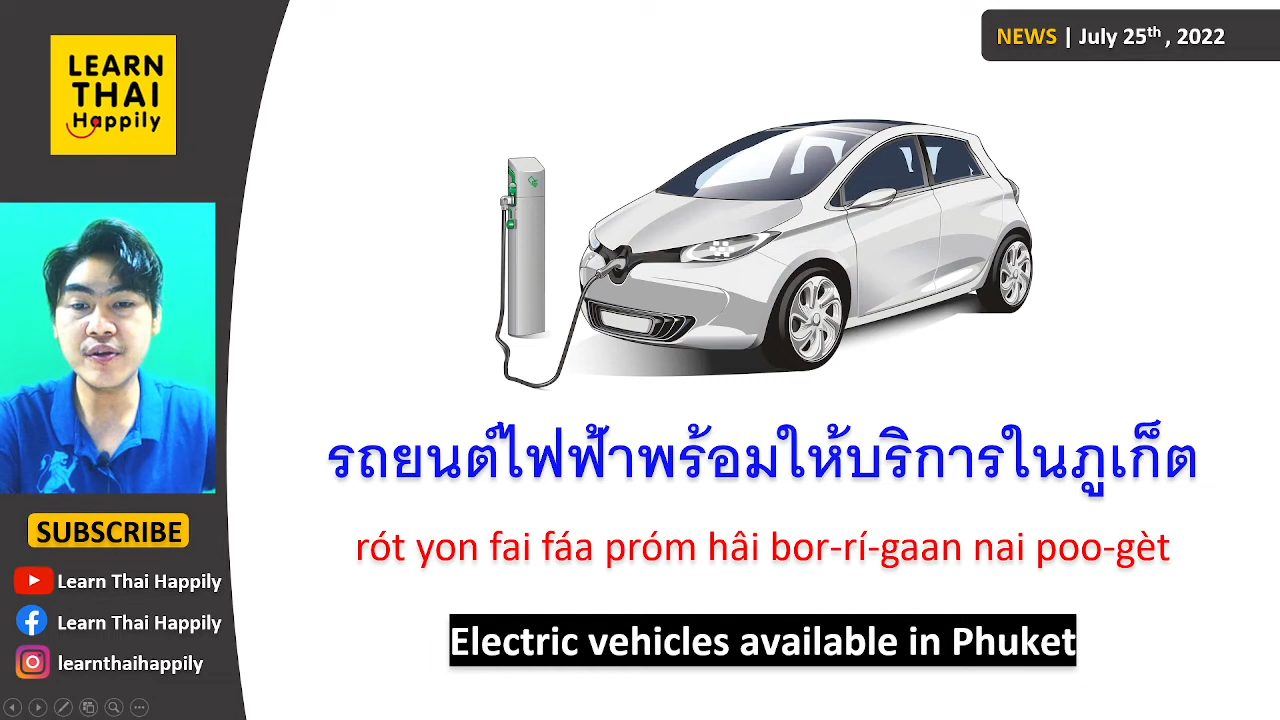 LEARN
THAI
Happily
NEWS | July 25th , 2022
รถยนต์ไฟฟ้าพร้อมให้บริการในภูเก็ต
rót yon fai fáa próm hâi bor-rí-gaan nai poo-gèt
Electric vehicles available in Phuket
SUBSCRIBE
Learn Thai Happily
Learn Thai Happily
learnthaihappily